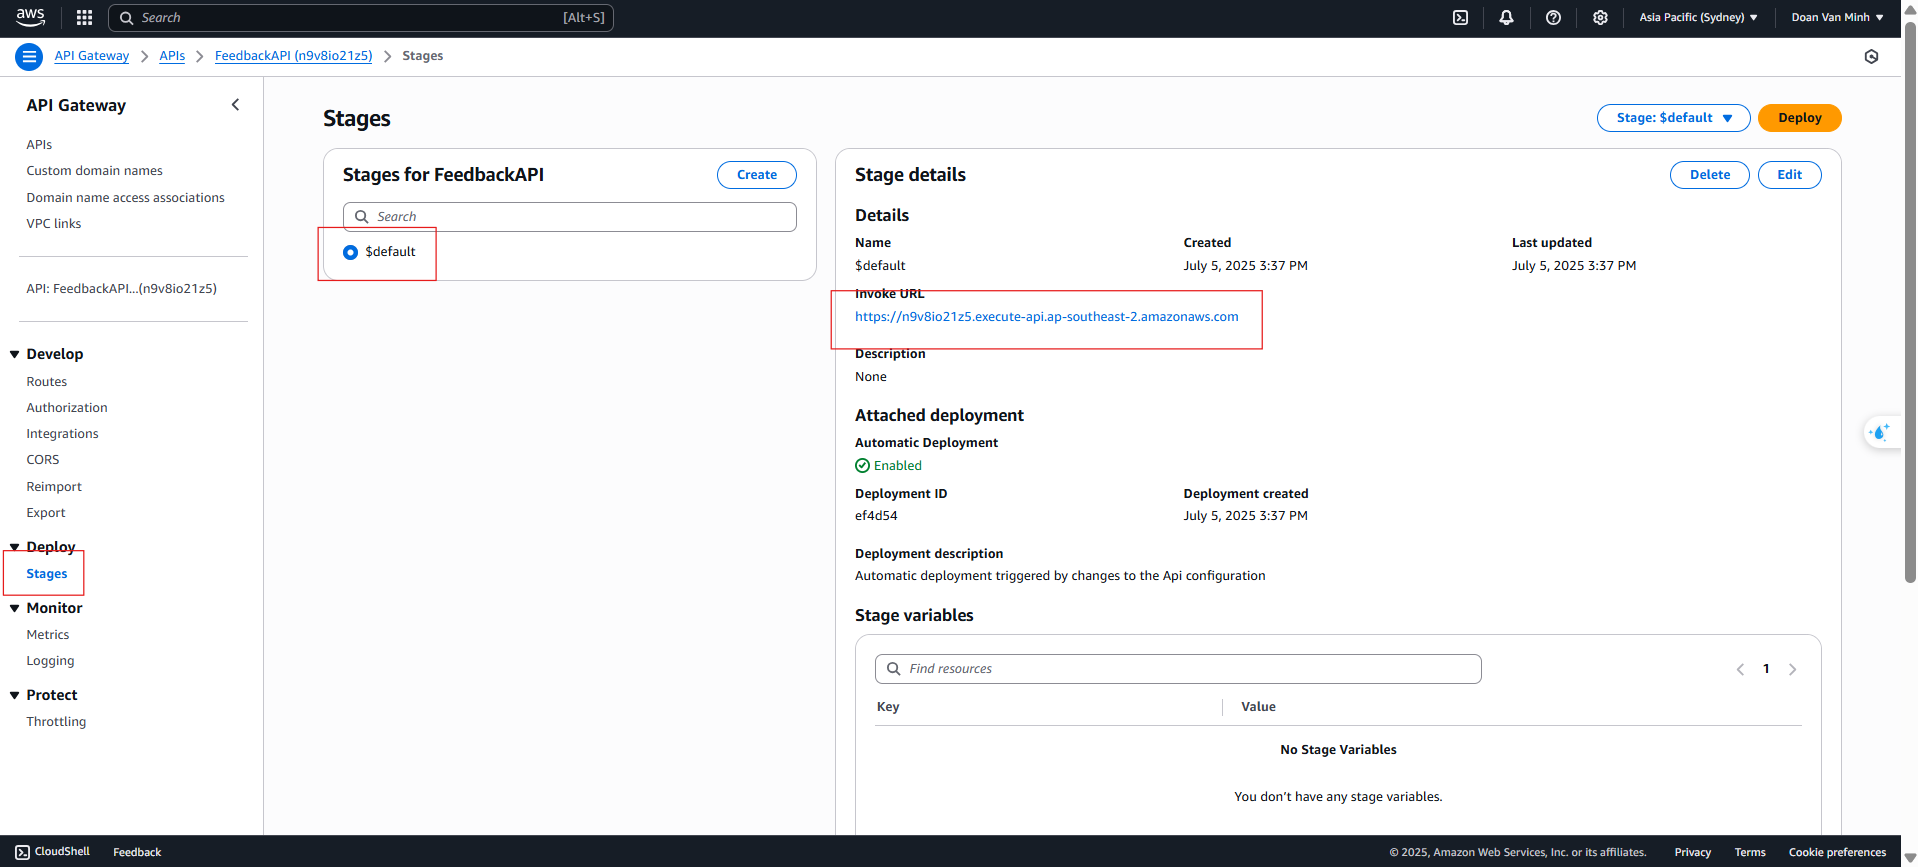 aws
Search [Alt+S]
Asia Pacific (Sydney)
Doan Van Minh
API Gateway
APIs
FeedbackAPI (n9v8io21z5)
Stages
API Gateway
APIs
Custom domain names
Domain name access associations
VPC links
API: FeedbackAPI...(n9v8io21z5)
Develop
Routes
Authorization
Integrations
CORS
Reimport
Export
Deploy
Stages
Monitor
Metrics
Logging
Protect
Throttling
Stages
Stage: $default
Deploy
Stages for FeedbackAPI
Create
Search
$default
Stage details
Delete
Edit
Details
Name
$default
Created
July 5, 2025 3:37 PM
Last updated
July 5, 2025 3:37 PM
Invoke URL
https://n9v8io21z5.execute-api.ap-southeast-2.amazonaws.com
Description
None
Attached deployment
Automatic Deployment
Enabled
Deployment ID
ef4d54
Deployment created
July 5, 2025 3:37 PM
Deployment description
Automatic deployment triggered by changes to the Api configuration
Stage variables
Find resources
1
Key
Value
No Stage Variables
You don't have any stage variables.
CloudShell
Feedback
© 2025, Amazon Web Services, Inc. or its affiliates.
Privacy
Terms
Cookie preferences